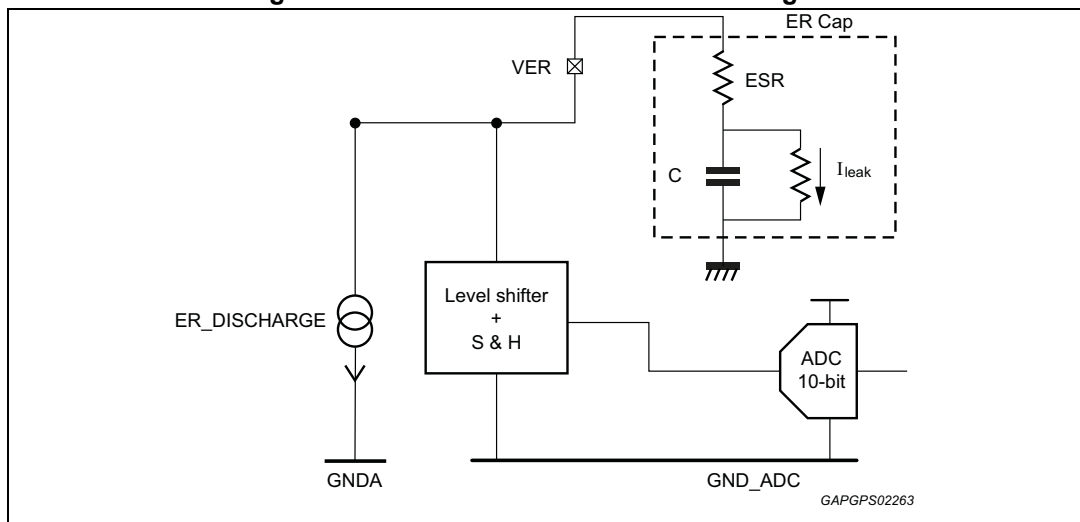 ER Cap
VER
ESR
C
Ileak
Level shifter
+
S & H
ER_DISCHARGE
ADC
10-bit
GNDA
GND_ADC
GAPGPS02263